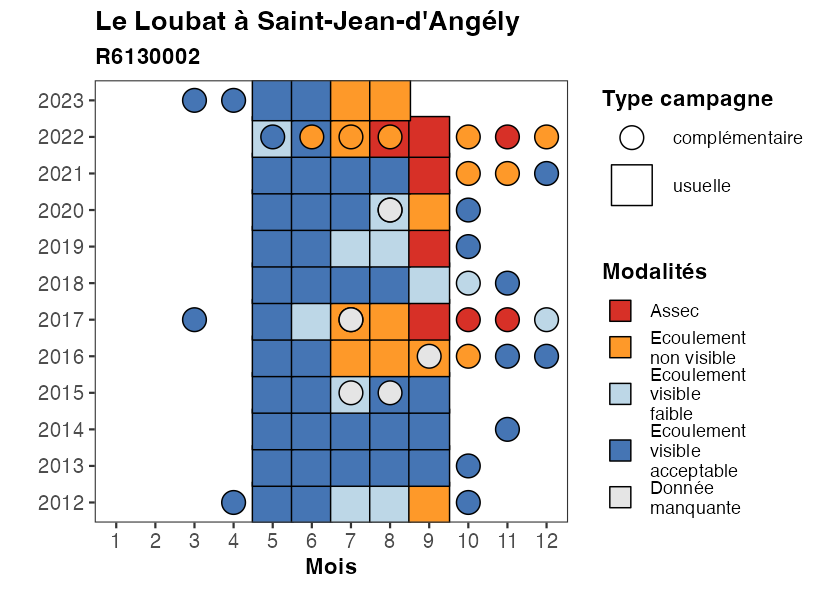 Le Loubat à Saint-Jean-d'Angély
R6130002
2023
2022
2021
2020
2019
2018
2017
2016
2015
2014
2013
2012
1 2 3 4 5 6 7 8 9 10 11 12
Mois
Type campagne
complémentaire
usuelle
Modalités
Assec
Ecoulement
non visible
Ecoulement
visible
faible
Ecoulement
visible
acceptable
Donnée
manquante